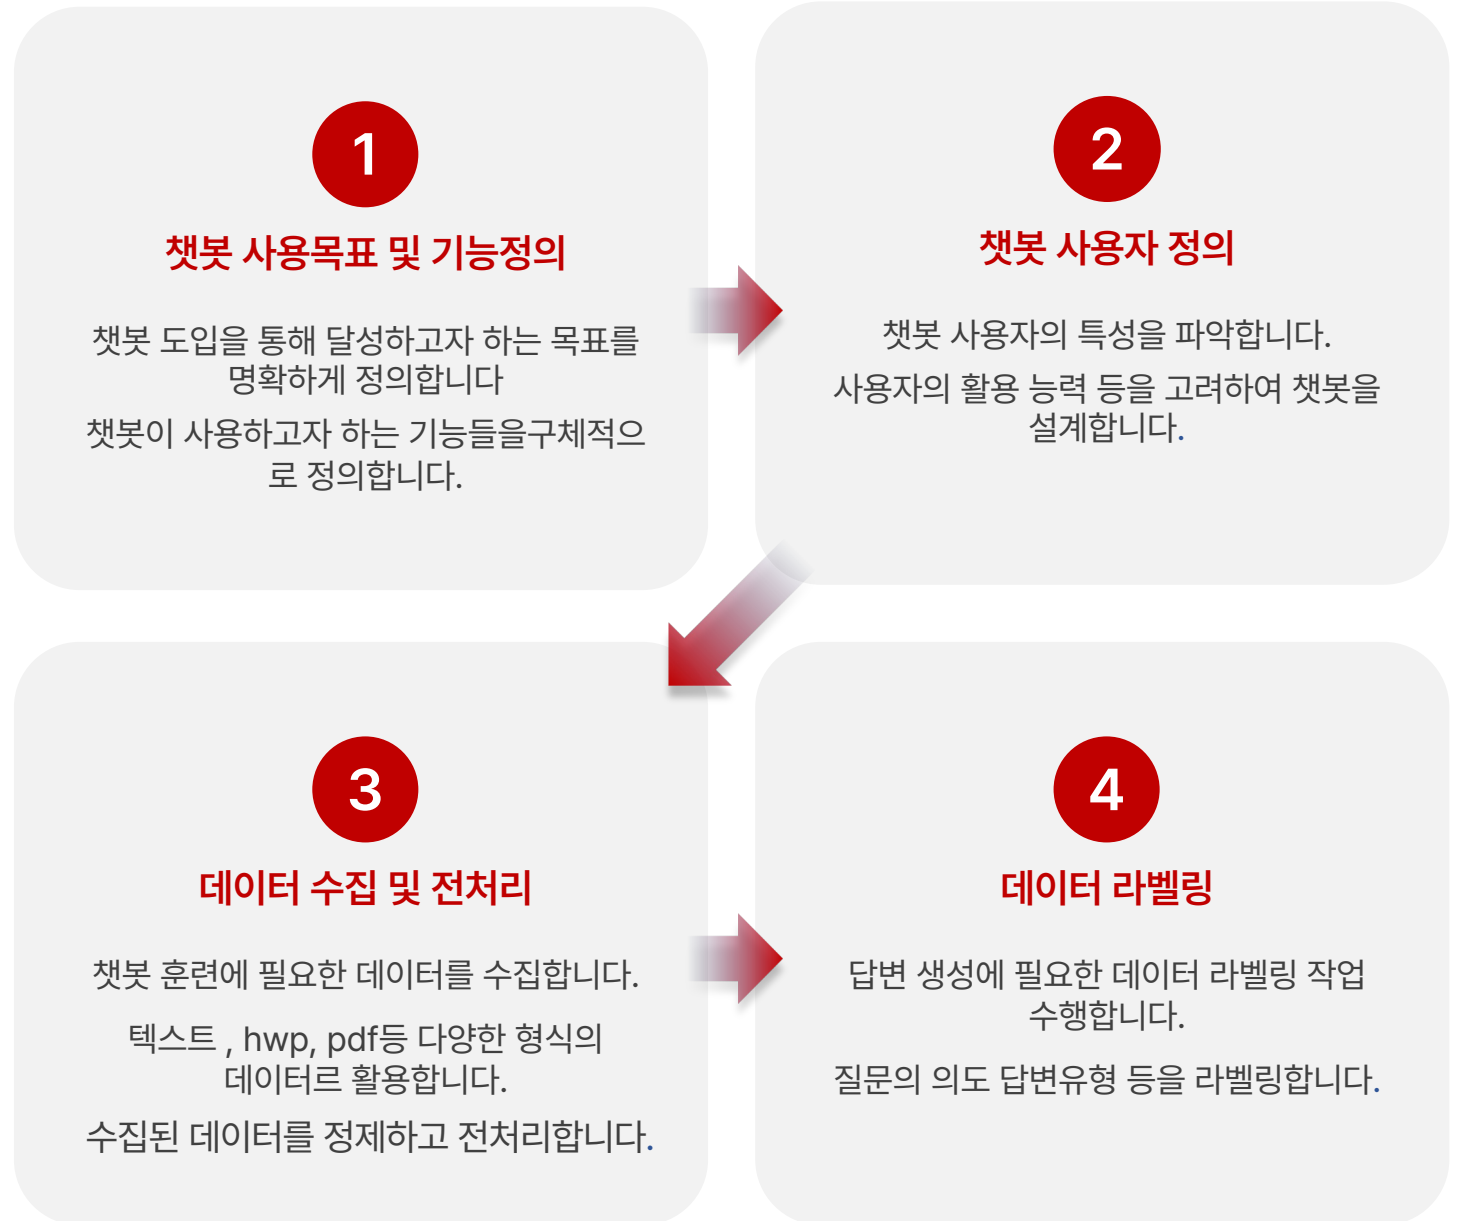 1
챗봇 사용목표 및 기능정의
챗봇 도입을 통해 달성하고자 하는 목표를
명확하게 정의합니다
챗봇이 사용하고자 하는 기능들을구체적으
로 정의합니다.
2
챗봇 사용자 정의
챗봇 사용자의 특성을 파악합니다.
사용자의 활용 능력 등을 고려하여 챗봇을
설계합니다.
3
데이터 수집 및 전처리
챗봇 훈련에 필요한 데이터를 수집합니다.
텍스트 , hwp, pdf등 다양한 형식의
데이터르 활용합니다.
수집된 데이터를 정제하고 전처리합니다.
4
데이터 라벨링
답변 생성에 필요한 데이터 라벨링 작업
수행합니다.
질문의 의도 답변유형 등을 라벨링합니다.